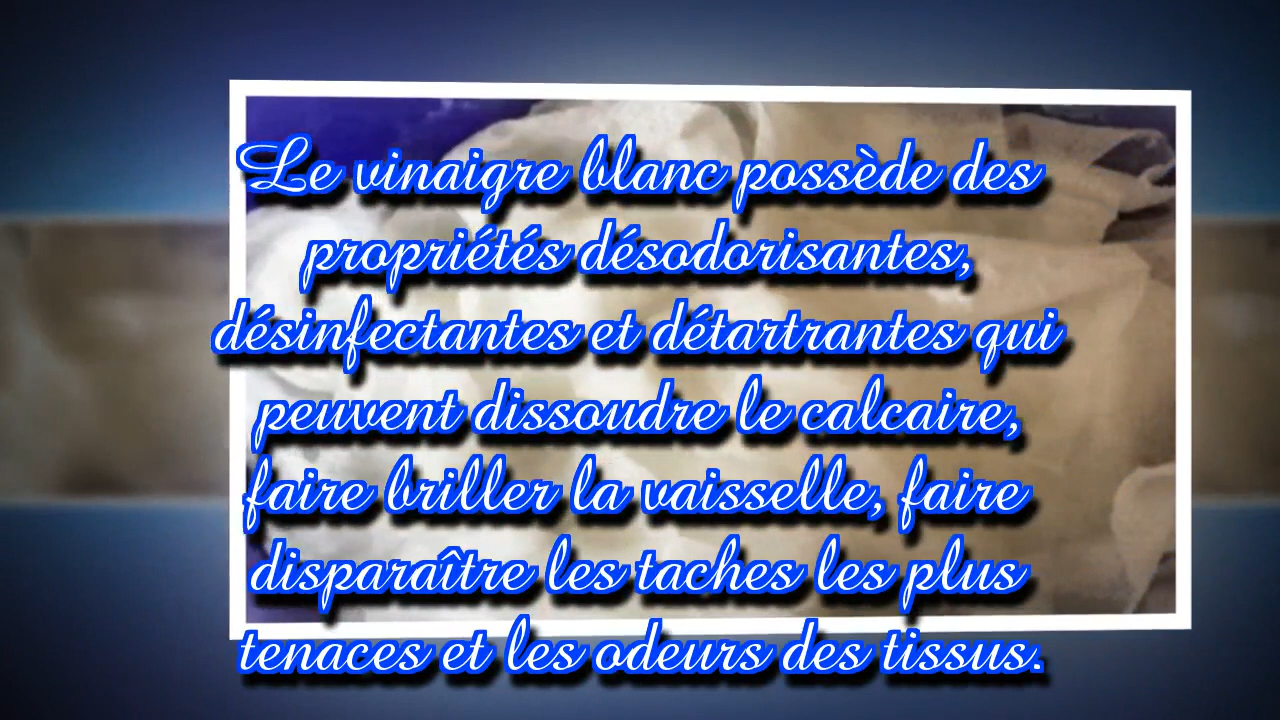 Le vinaigre blanc possède des
propriétés désodorisantes,
désinfectantes et détartrantes qui
peuvent dissoudre le calcaire,
faire briller la vaisselle, faire
disparaître les taches les plus
tenaces et les odeurs des tissus.